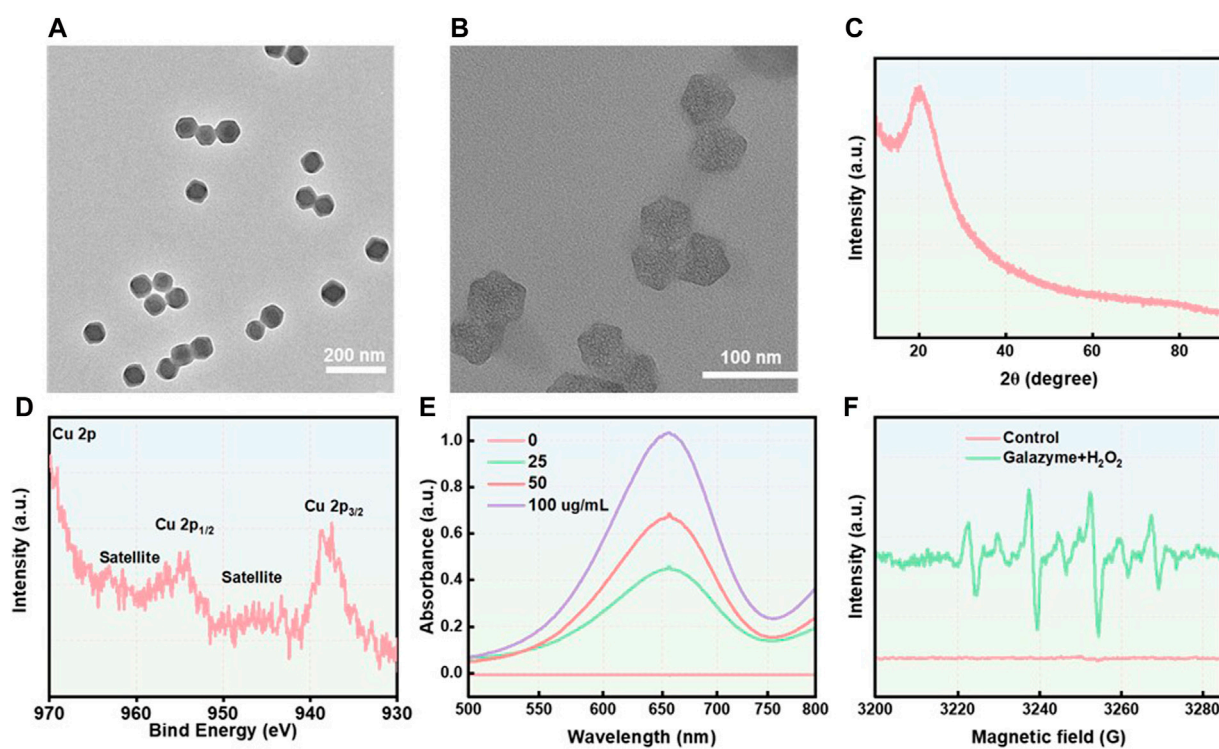 A
200 nm
B
100 nm
C
Intensity (a.u.)
20 40 60 80
2θ (degree)
D
Cu 2p
Cu 2p1/2
Cu 2p3/2
Satellite
Satellite
Intensity (a.u.)
970 960 950 940 930
Bind Energy (eV)
E
1.0
0.8
0.6
0.4
0.2
0.0
0
25
50
100 ug/mL
Absorbance (a.u.)
500 550 600 650 700 750 800
Wavelength (nm)
F
Control
Galazyme+H2O2
Intensity (a.u.)
3200 3220 3240 3260 3280
Magnetic field (G)